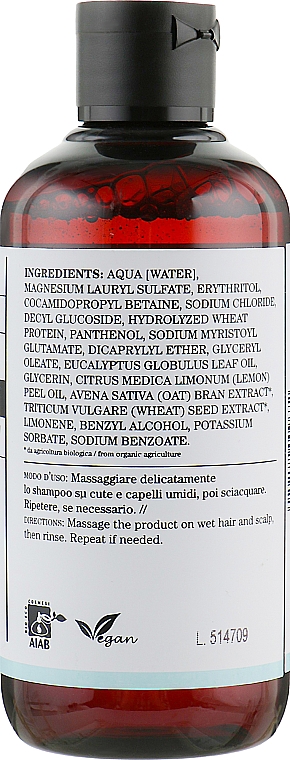 INGREDIENTS: AQUA [WATER],
MAGNESIUM LAURYL SULFATE, ERYTHRITOL,
COCAMIDOPROPYL BETAINE, SODIUM CHLORIDE,
DECYL GLUCOSIDE, HYDROLYZED WHEAT
PROTEIN, PANTHENOL, SODIUM MYRISTOYL
GLUTAMATE, DICAPRYLYL ETHER, GLYCERYL
OLEATE, EUCALYPTUS GLOBULUS LEAF OIL,
GLYCERIN, CITRUS MEDICA LIMONUM (LEMON)
PEEL OIL, AVENA SATIVA (OAT) BRAN EXTRACT*,
TRITICUM VULGARE (WHEAT) SEED EXTRACT*,
LIMONENE, BENZYL ALCOHOL, POTASSIUM
SORBATE, SODIUM BENZOATE.
* da agricoltura biologica / from organic agriculture
MODO D'USO: Massaggiare delicatamente
lo shampoo su cute e capelli umidi, poi sciacquare.
Ripetere, se necessario. //
DIRECTIONS: Massage the product on wet hair and scalp,
then rinse. Repeat if needed.
BIO ECO COSMESI
AIAB
Vegan
L. 514709